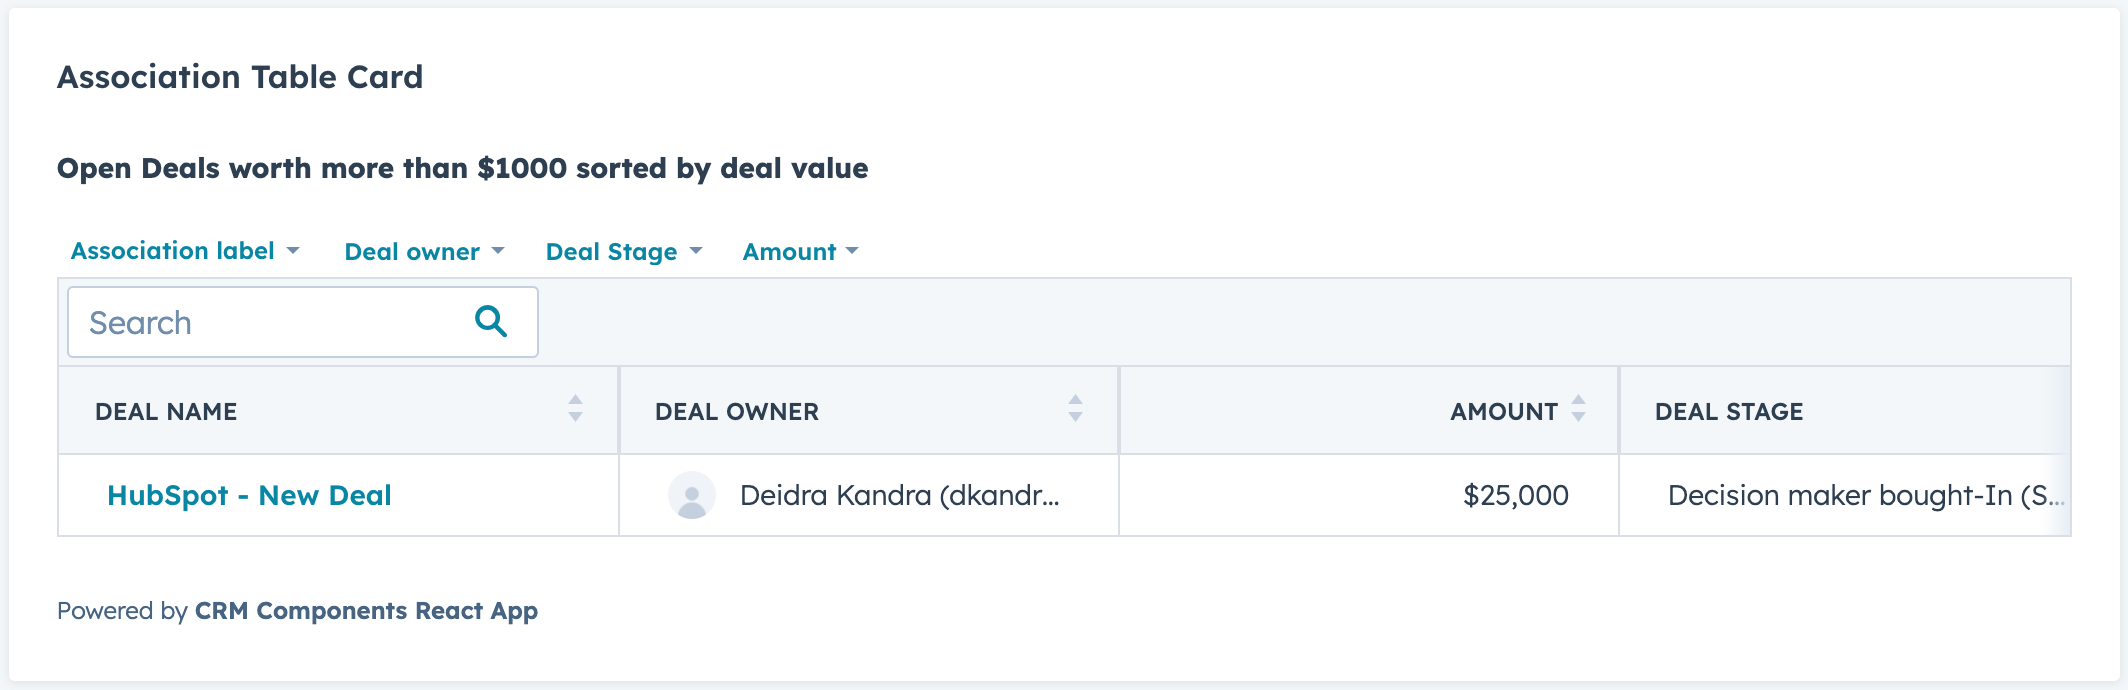 Association Table Card
Open Deals worth more than $1000 sorted by deal value
Association label Deal owner Deal Stage Amount
Search
DEAL NAME DEAL OWNER AMOUNT DEAL STAGE
HubSpot - New Deal Deidra Kandra (dkandr... $25,000 Decision maker bought-In (S...
Powered by CRM Components React App